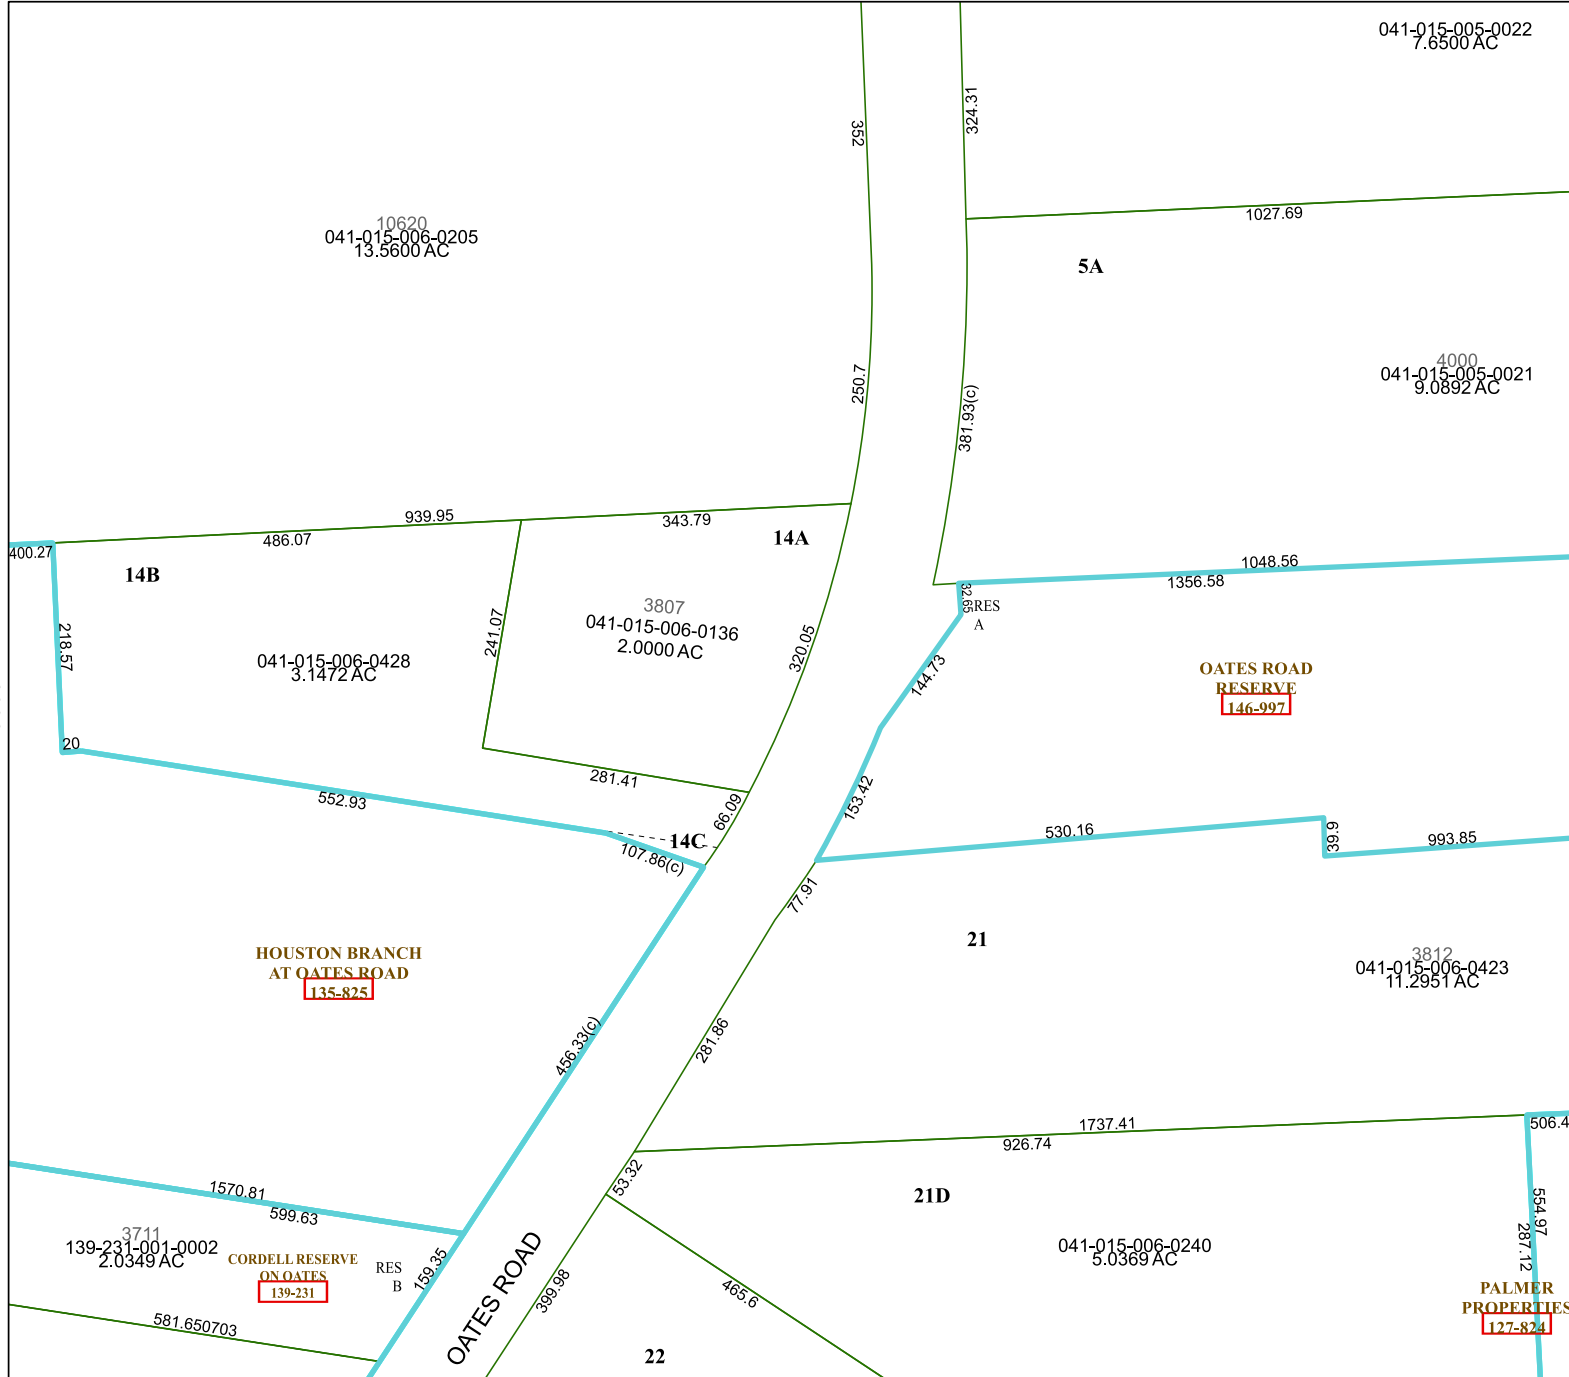 041-015-005-0022
7.6500 AC
352
324.31
1027.69
10620
041-015-006-0205
13.5600 AC
5A
4000
041-015-005-0021
9.0892 AC
250.7
381.93(c)
939.95
486.07
343.79
14A
400.27
14B
1048.56
1356.58
32.65
RES
A
218.57
241.07
3807
041-015-006-0136
2.0000 AC
320.05
041-015-006-0428
3.1472 AC
144.73
OATES ROAD
RESERVE
146-997
20
281.41
552.93
66.09
153.42
14C
107.86(c)
530.16
39.9
993.85
77.91
21
HOUSTON BRANCH
AT OATES ROAD
135-825
3812
041-015-006-0423
11.2951 AC
456.33(c)
281.86
1737.41
926.74
506.4
53.32
21D
1570.81
599.63
3711
139-231-001-0002
2.0349 AC
CORDELL RESERVE
ON OATES
139-231
RES
B
159.35
OATES ROAD
399.98
465.6
041-015-006-0240
5.0369 AC
554.97
287.12
PALMER
PROPERTIES
127-824
581.650703
22